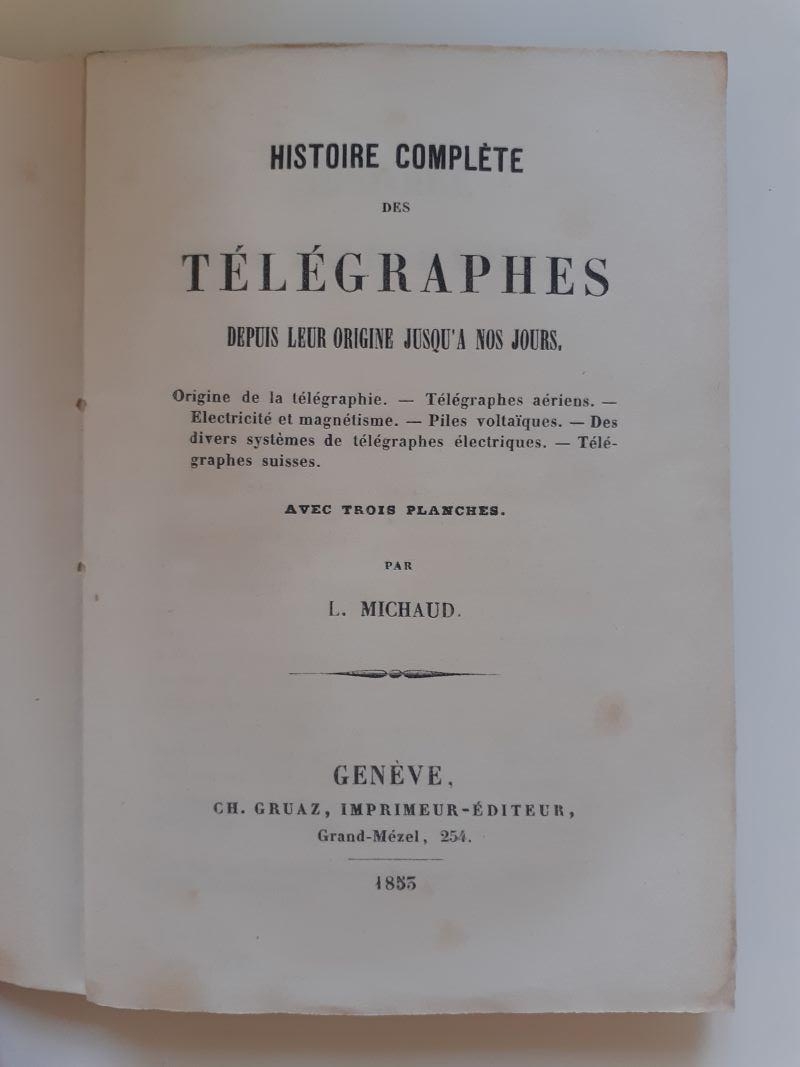 HISTOIRE COMPLÈTE
DES
TÉLÉGRAPHES
DEPUIS LEUR ORIGINE JUSQU'A NOS JOURS.
Origine de la télégraphie. — Télégraphes aériens. —
Electricité et magnétisme. — Piles voltaïques. — Des
divers systèmes de télégraphes électriques. — Télé-
graphes suisses.
AVEC TROIS PLANCHES.
PAR
L. MICHAUD.
GENÈVE,
CH. GRUAZ, IMPRIMEUR-ÉDITEUR,
Grand-Mézel, 254.
1853